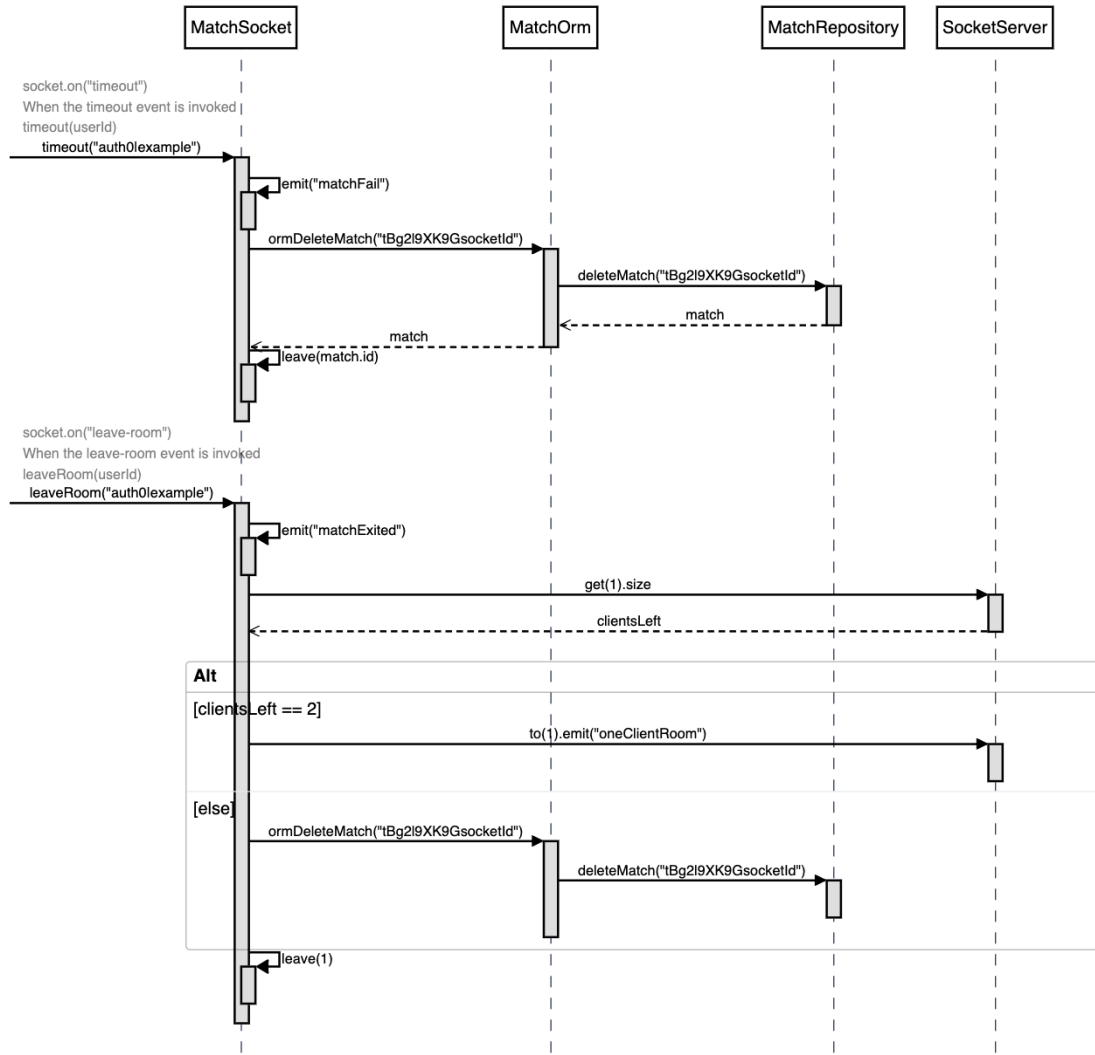 MatchSocket
MatchOrm
MatchRepository
SocketServer
socket.on("timeout")
When the timeout event is invoked
timeout(userId)
timeout("auth0|example")
emit("matchFail")
ormDeleteMatch("tBg2l9XK9GsocketId")
deleteMatch("tBg2l9XK9GsocketId")
match
match
leave(match.id)
socket.on("leave-room")
When the leave-room event is invoked
leaveRoom(userId)
leaveRoom("auth0|example")
emit("matchExited")
get(1).size
clientsLeft
Alt
[clientsLeft == 2]
to(1).emit("oneClientRoom")
[else]
ormDeleteMatch("tBg2l9XK9GsocketId")
deleteMatch("tBg2l9XK9GsocketId")
leave(1)